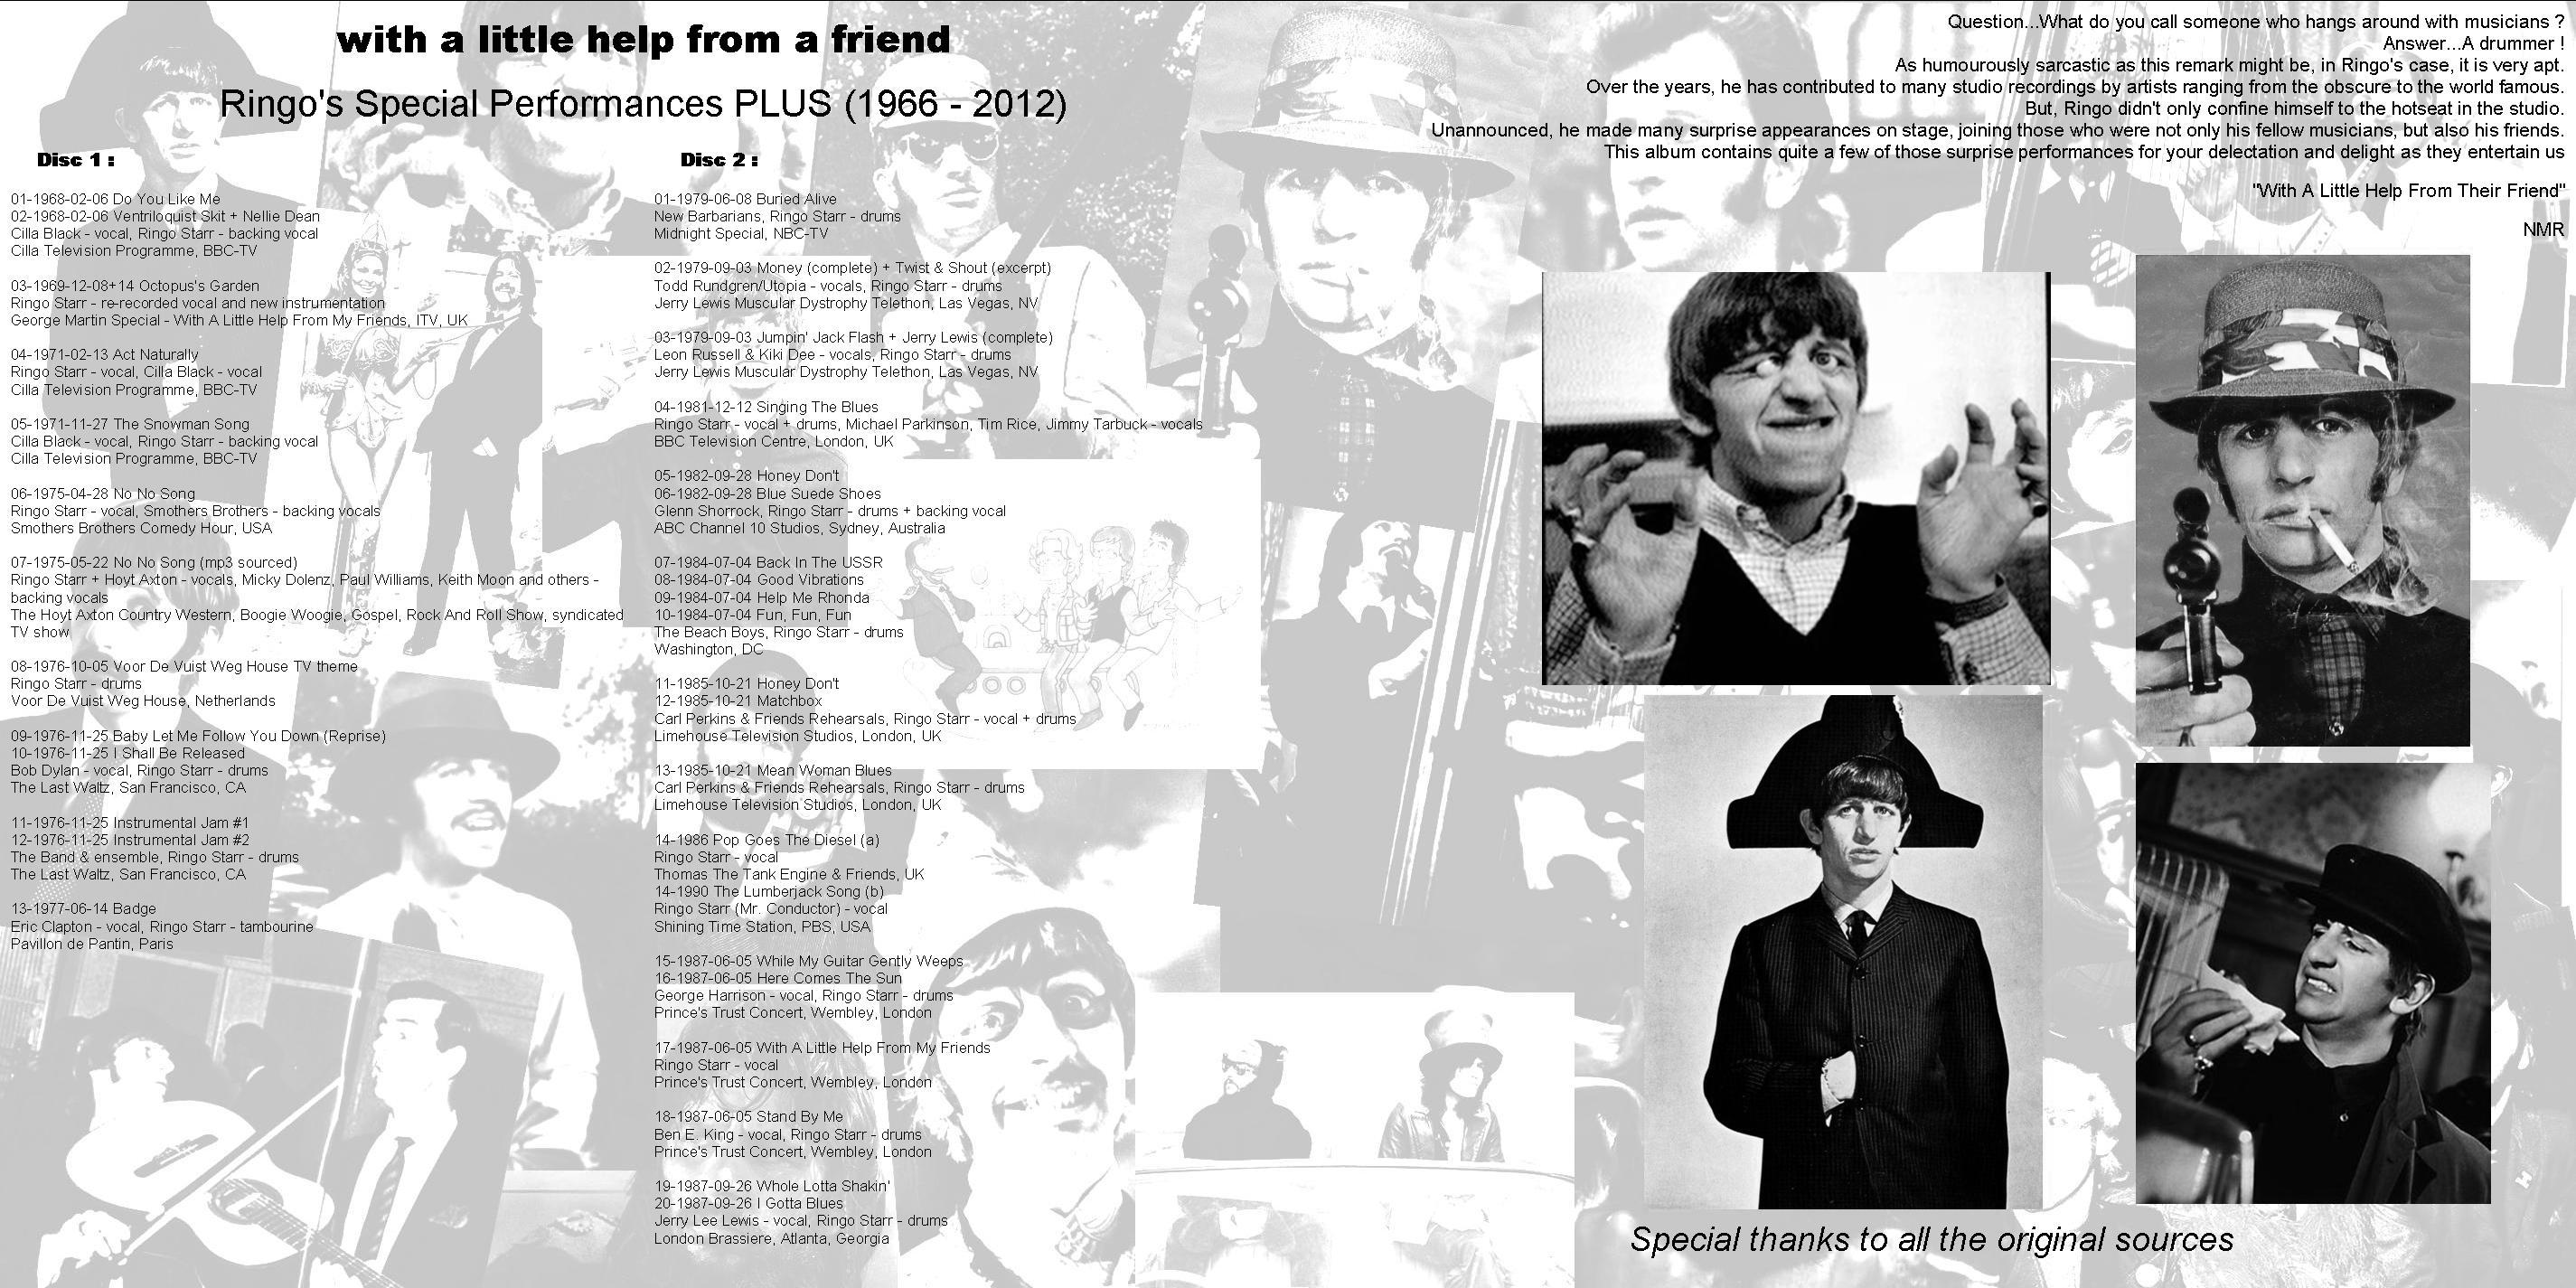 with a little help from a friend
Ringo's Special Performances PLUS (1966 - 2012)
Disc 1 :
01-1968-02-06 Do You Like Me
02-1968-02-06 Ventriloquist Skit + Nellie Dean
Cilla Black - vocal, Ringo Starr - backing vocal
Cilla Television Programme, BBC-TV
03-1969-12-08+14 Octopus's Garden
Ringo Starr - re-recorded vocal and new instrumentation
George Martin Special - With A Little Help From My Friends, ITV, UK
04-1971-02-13 Act Naturally
Ringo Starr - vocal, Cilla Black - vocal
Cilla Television Programme, BBC-TV
05-1971-11-27 The Snowman Song
Cilla Black - vocal, Ringo Starr - backing vocal
Cilla Television Programme, BBC-TV
06-1975-04-28 No No Song
Ringo Starr - vocal, Smothers Brothers - backing vocals
Smothers Brothers Comedy Hour, USA
07-1975-05-22 No No Song (mp3 sourced)
Ringo Starr + Hoyt Axton - vocals, Micky Dolenz, Paul Williams, Keith Moon and others -
backing vocals
The Hoyt Axton Country Western, Boogie Woogie, Gospel, Rock And Roll Show, syndicated
TV show
08-1976-10-05 Voor De Vuist Weg House TV theme
Ringo Starr - drums
Voor De Vuist Weg House, Netherlands
09-1976-11-25 Baby Let Me Follow You Down (Reprise)
10-1976-11-25 I Shall Be Released
Bob Dylan - vocal, Ringo Starr - drums
The Last Waltz, San Francisco, CA
11-1976-11-25 Instrumental Jam #1
12-1976-11-25 Instrumental Jam #2
The Band & ensemble, Ringo Starr - drums
The Last Waltz, San Francisco, CA
13-1977-06-14 Badge
Eric Clapton - vocal, Ringo Starr - tambourine
Pavillon de Pantin, Paris
Disc 2 :
01-1979-06-08 Buried Alive
New Barbarians, Ringo Starr - drums
Midnight Special, NBC-TV
02-1979-09-03 Money (complete) + Twist & Shout (excerpt)
Todd Rundgren/Utopia - vocals, Ringo Starr - drums
Jerry Lewis Muscular Dystrophy Telethon, Las Vegas, NV
03-1979-09-03 Jumpin' Jack Flash + Jerry Lewis (complete)
Leon Russell & Kiki Dee - vocals, Ringo Starr - drums
Jerry Lewis Muscular Dystrophy Telethon, Las Vegas, NV
04-1981-12-12 Singing The Blues
Ringo Starr - vocal + drums, Michael Parkinson, Tim Rice, Jimmy Tarbuck - vocals
BBC Television Centre, London, UK
05-1982-09-28 Honey Don't
06-1982-09-28 Blue Suede Shoes
Glenn Shorrock, Ringo Starr - drums + backing vocal
ABC Channel 10 Studios, Sydney, Australia
07-1984-07-04 Back In The USSR
08-1984-07-04 Good Vibrations
09-1984-07-04 Help Me Rhonda
10-1984-07-04 Fun, Fun, Fun
The Beach Boys, Ringo Starr - drums
Washington, DC
11-1985-10-21 Honey Don't
12-1985-10-21 Matchbox
Carl Perkins & Friends Rehearsals, Ringo Starr - vocal + drums
Limehouse Television Studios, London, UK
13-1985-10-21 Mean Woman Blues
Carl Perkins & Friends Rehearsals, Ringo Starr - drums
Limehouse Television Studios, London, UK
14-1986 Pop Goes The Diesel (a)
Ringo Starr - vocal
Thomas The Tank Engine & Friends, UK
14-1990 The Lumberjack Song (b)
Ringo Starr (Mr. Conductor) - vocal
Shining Time Station, PBS, USA
15-1987-06-05 While My Guitar Gently Weeps
16-1987-06-05 Here Comes The Sun
George Harrison - vocal, Ringo Starr - drums
Prince's Trust Concert, Wembley, London
17-1987-06-05 With A Little Help From My Friends
Ringo Starr - vocal
Prince's Trust Concert, Wembley, London
18-1987-06-05 Stand By Me
Ben E. King - vocal, Ringo Starr - drums
Prince's Trust Concert, Wembley, London
19-1987-09-26 Whole Lotta Shakin'
20-1987-09-26 I Gotta Blues
Jerry Lee Lewis - vocal, Ringo Starr - drums
London Brassiere, Atlanta, Georgia
Question...What do you call someone who hangs around with musicians ?
Answer...A drummer !
As humourously sarcastic as this remark might be, in Ringo's case, it is very apt.
Over the years, he has contributed to many studio recordings by artists ranging from the obscure to the world famous.
But, Ringo didn't only confine himself to the hotseat in the studio.
Unannounced, he made many surprise appearances on stage, joining those who were not only his fellow musicians, but also his friends.
This album contains quite a few of those surprise performances for your delectation and delight as they entertain us
"With A Little Help From Their Friend"
NMR
Special thanks to all the original sources